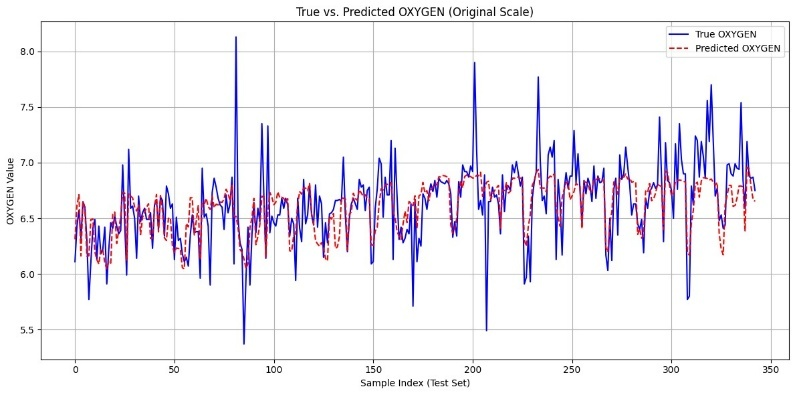 True vs. Predicted OXYGEN (Original Scale)
True OXYGEN
Predicted OXYGEN
OXYGEN Value
8.0
7.5
7.0
6.5
6.0
5.5
0 50 100 150 200 250 300 350
Sample Index (Test Set)